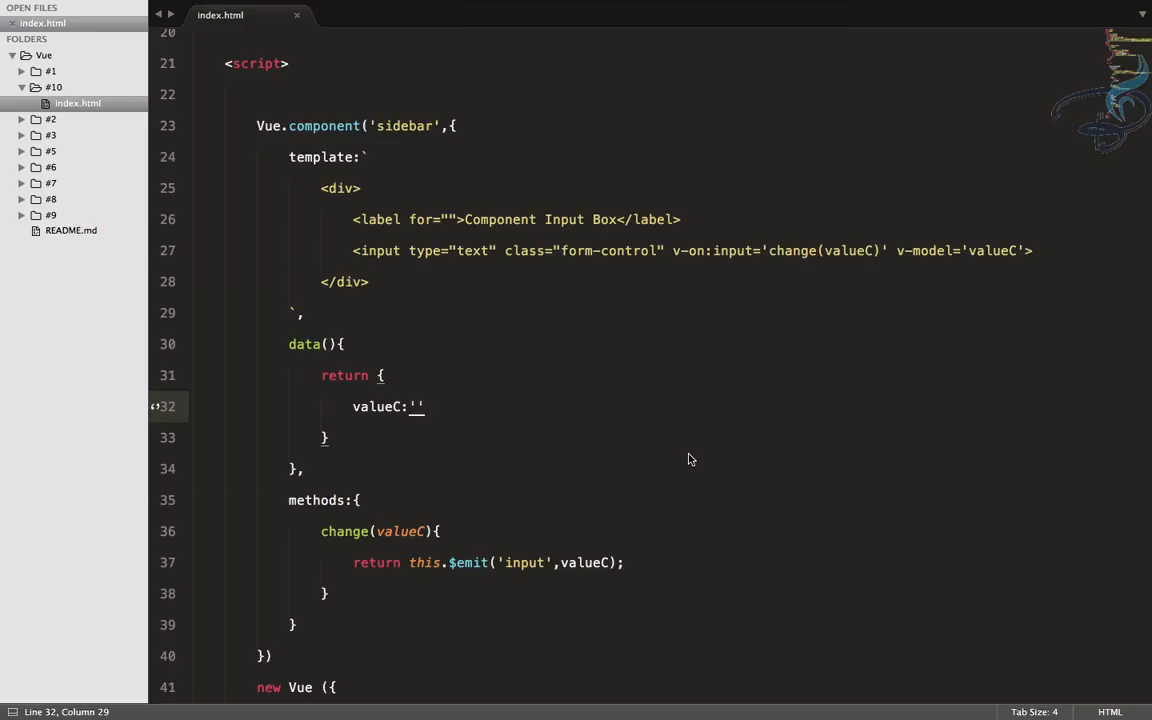 OPEN FILES
index.html
FOLDERS
Vue
#1
#10
index.html
#2
#3
#5
#6
#7
#8
#9
README.md
index.html
20
21 <script>
22
23 Vue.component('sidebar',{
24 template:`
25 <div>
26 <label for="">Component Input Box</label>
27 <input type="text" class="form-control" v-on:input='change(valueC)' v-model='valueC'>
28 </div>
29 `,
30 data(){
31 return {
32 valueC:''
33 }
34 },
35 methods:{
36 change(valueC){
37 return this.$emit('input',valueC);
38 }
39 }
40 })
41 new Vue ({
Line 32, Column 29
Tab Size: 4
HTML